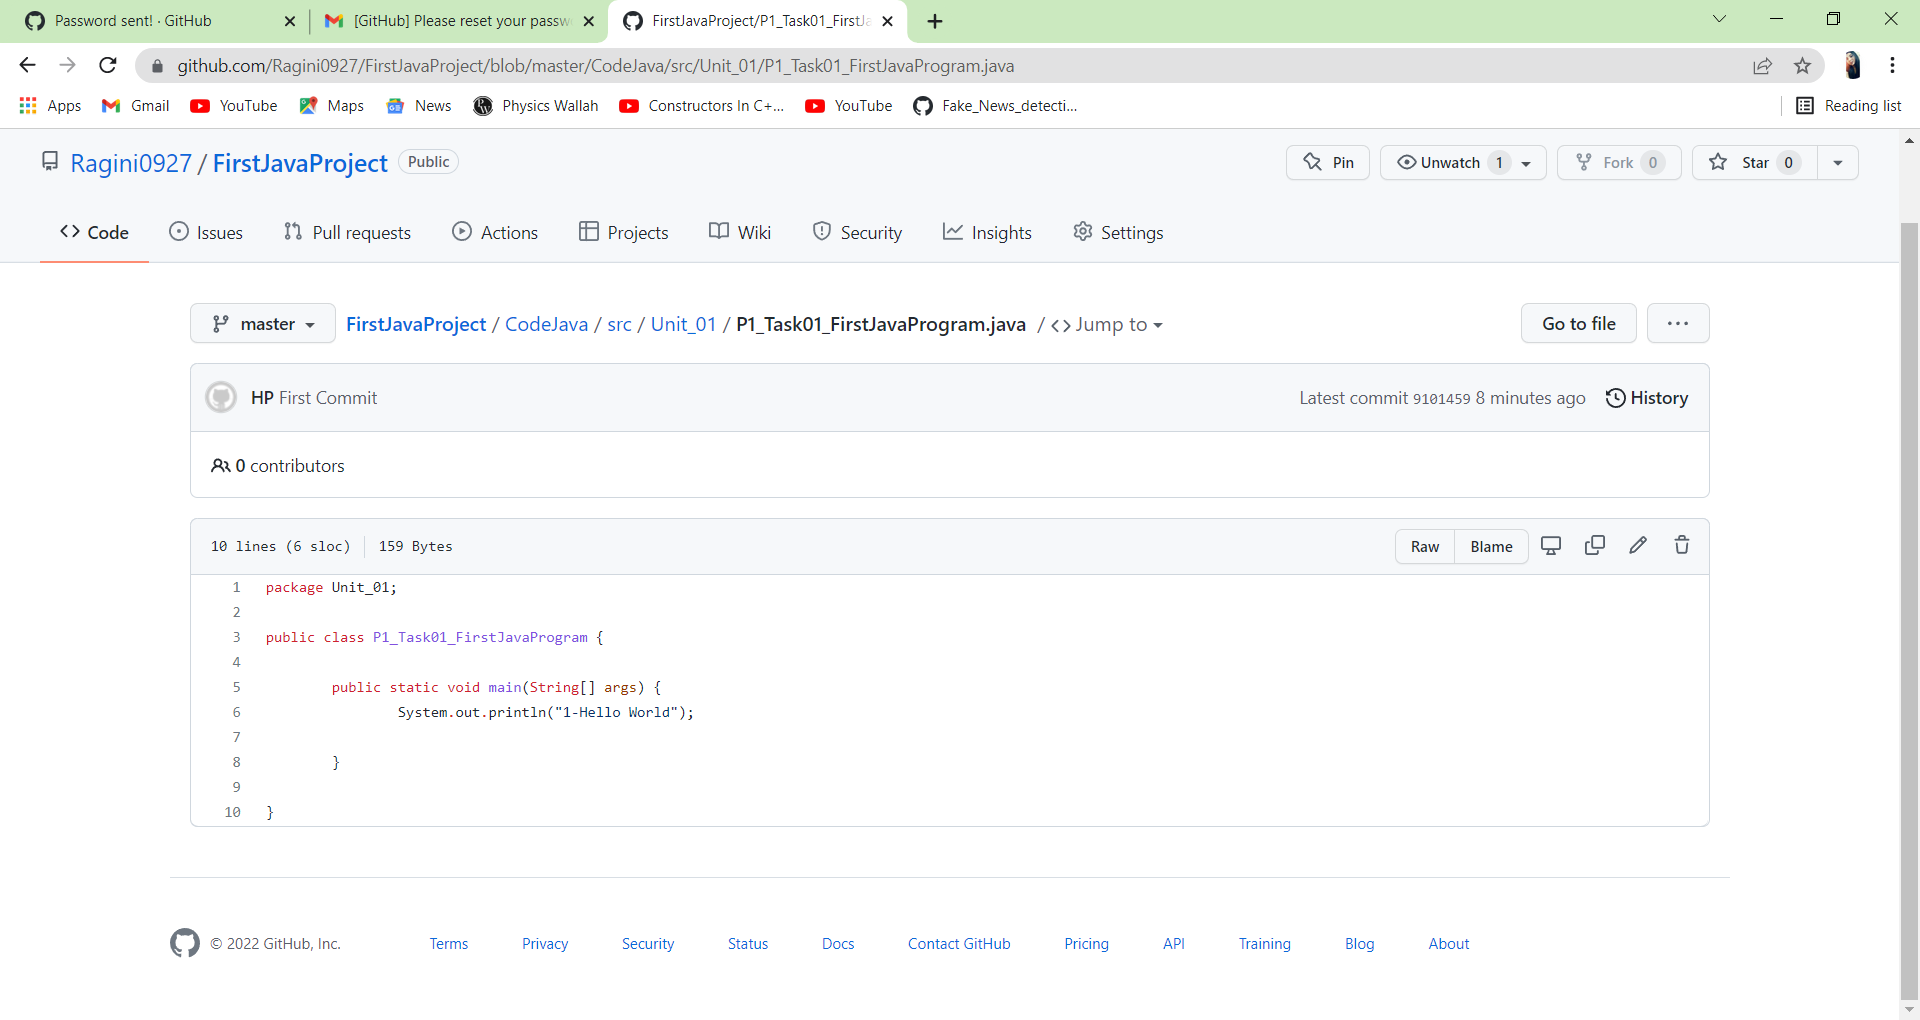 Password sent! · GitHub
[GitHub] Please reset your passw
FirstJavaProject/P1_Task01_FirstJa
github.com/Ragini0927/FirstJavaProject/blob/master/CodeJava/src/Unit_01/P1_Task01_FirstJavaProgram.java
Apps Gmail YouTube Maps News Physics Wallah Constructors In C+... YouTube Fake_News_detecti... Reading list
Ragini0927 / FirstJavaProject Public Pin Unwatch 1 Fork 0 Star 0
Code Issues Pull requests Actions Projects Wiki Security Insights Settings
master FirstJavaProject / CodeJava / src / Unit_01 / P1_Task01_FirstJavaProgram.java / <> Jump to Go to file ...
HP First Commit Latest commit 9101459 8 minutes ago History
0 contributors
10 lines (6 sloc) 159 Bytes Raw Blame
1 package Unit_01;
2
3 public class P1_Task01_FirstJavaProgram {
4
5 public static void main(String[] args) {
6 System.out.println("1-Hello World");
7
8 }
9
10 }
© 2022 GitHub, Inc. Terms Privacy Security Status Docs Contact GitHub Pricing API Training Blog About